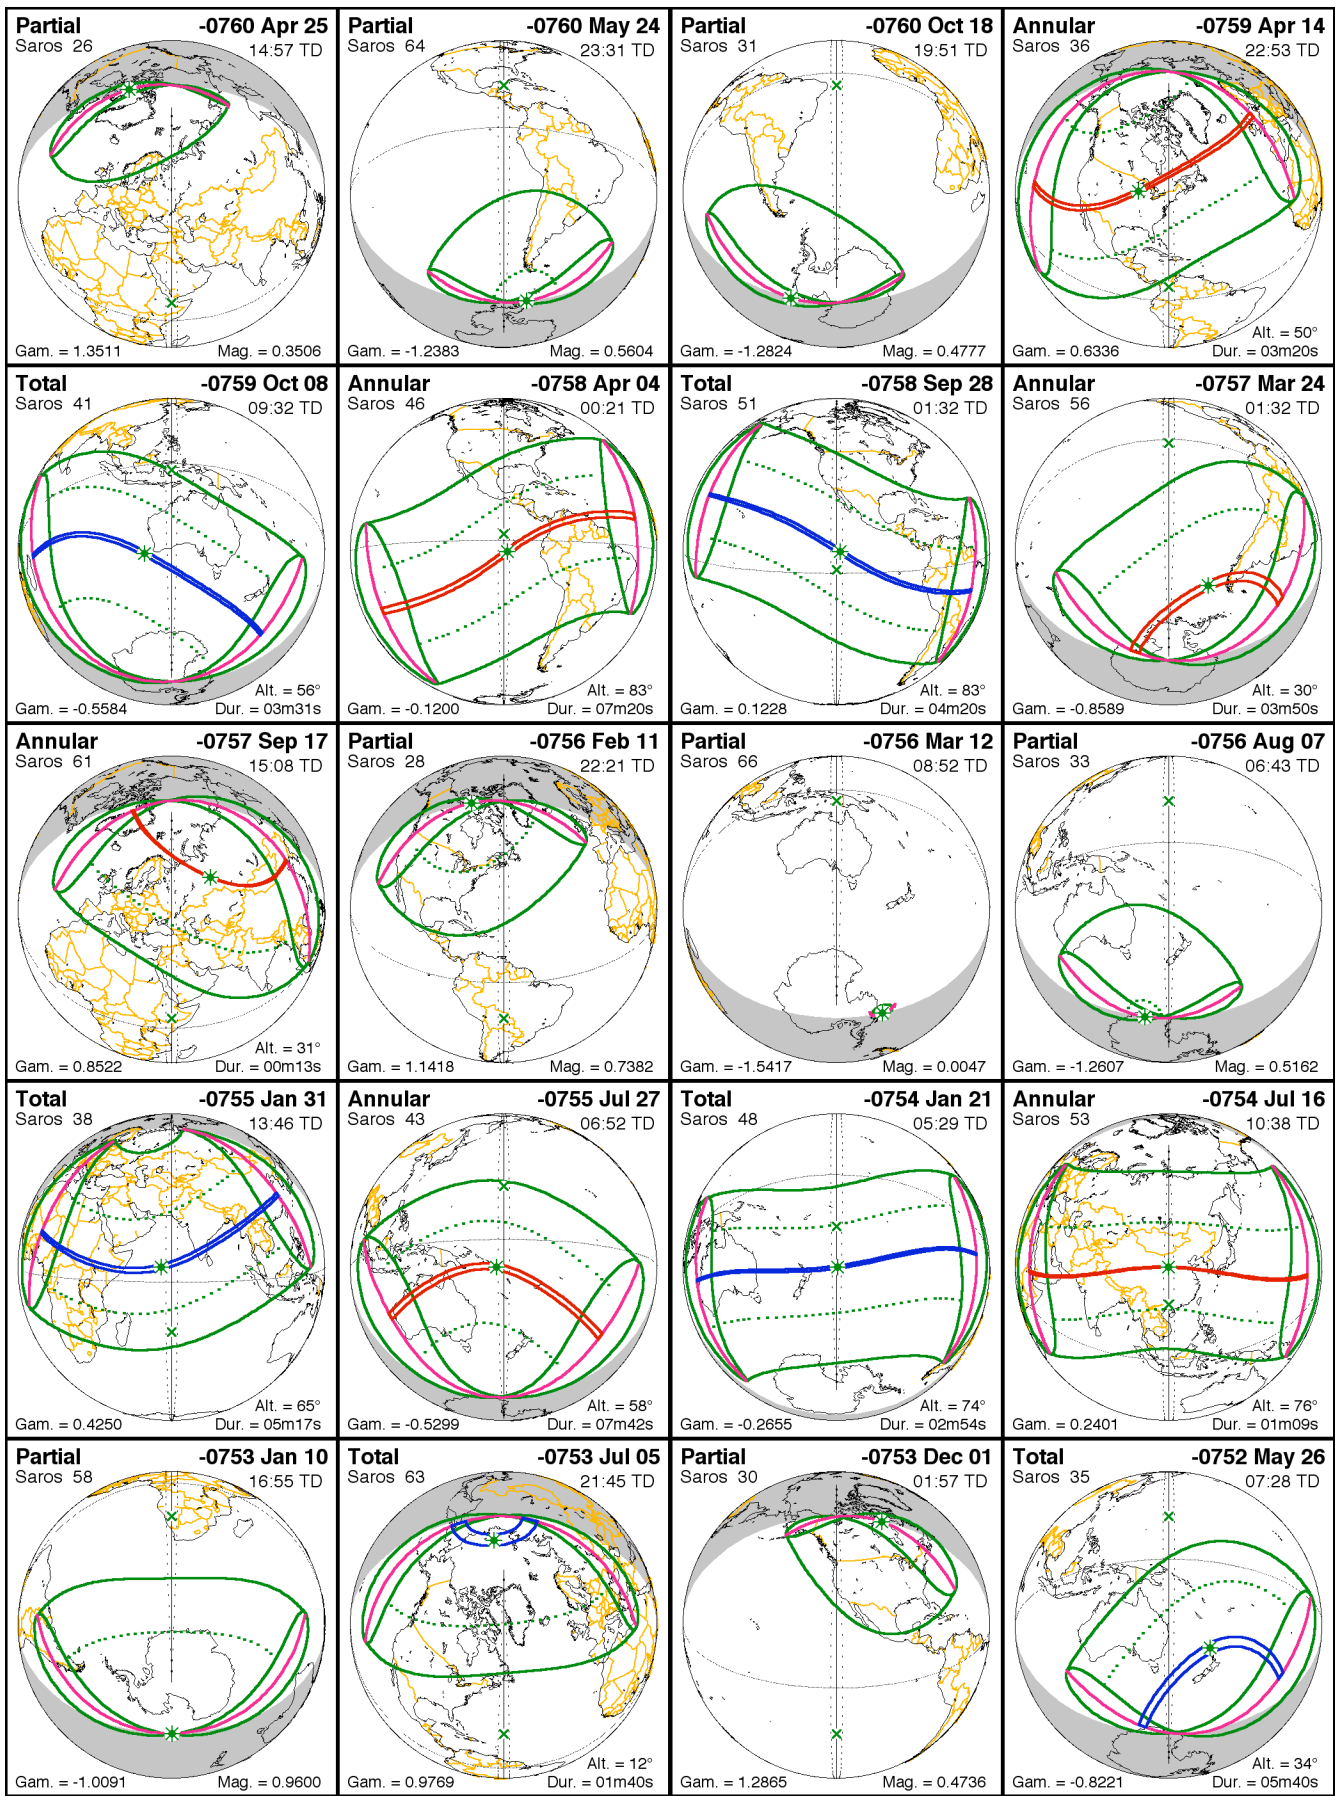 Partial -0760 Apr 25
Saros 26 14:57 TD
Gam. = 1.3511 Mag. = 0.3506
Partial -0760 May 24
Saros 64 23:31 TD
Gam. = -1.2383 Mag. = 0.5604
Partial -0760 Oct 18
Saros 31 19:51 TD
Gam. = -1.2824 Mag. = 0.4777
Annular -0759 Apr 14
Saros 36 22:53 TD
Alt. = 50°
Gam. = 0.6336 Dur. = 03m20s
Total -0759 Oct 08
Saros 41 09:32 TD
Alt. = 56°
Gam. = -0.5584 Dur. = 03m31s
Annular -0758 Apr 04
Saros 46 00:21 TD
Alt. = 83°
Gam. = -0.1200 Dur. = 07m20s
Total -0758 Sep 28
Saros 51 01:32 TD
Alt. = 83°
Gam. = 0.1228 Dur. = 04m20s
Annular -0757 Mar 24
Saros 56 01:32 TD
Alt. = 30°
Gam. = -0.8589 Dur. = 03m50s
Annular -0757 Sep 17
Saros 61 15:08 TD
Alt. = 31°
Gam. = 0.8522 Dur. = 00m13s
Partial -0756 Feb 11
Saros 28 22:21 TD
Gam. = 1.1418 Mag. = 0.7382
Partial -0756 Mar 12
Saros 66 08:52 TD
Gam. = -1.5417 Mag. = 0.0047
Partial -0756 Aug 07
Saros 33 06:43 TD
Gam. = -1.2607 Mag. = 0.5162
Total -0755 Jan 31
Saros 38 13:46 TD
Alt. = 65°
Gam. = 0.4250 Dur. = 05m17s
Annular -0755 Jul 27
Saros 43 06:52 TD
Alt. = 58°
Gam. = -0.5299 Dur. = 07m42s
Total -0754 Jan 21
Saros 48 05:29 TD
Alt. = 74°
Gam. = -0.2655 Dur. = 02m54s
Annular -0754 Jul 16
Saros 53 10:38 TD
Alt. = 76°
Gam. = 0.2401 Dur. = 01m09s
Partial -0753 Jan 10
Saros 58 16:55 TD
Gam. = -1.0091 Mag. = 0.9600
Total -0753 Jul 05
Saros 63 21:45 TD
Alt. = 12°
Gam. = 0.9769 Dur. = 01m40s
Partial -0753 Dec 01
Saros 30 01:57 TD
Gam. = 1.2865 Mag. = 0.4736
Total -0752 May 26
Saros 35 07:28 TD
Alt. = 34°
Gam. = -0.8221 Dur. = 05m40s